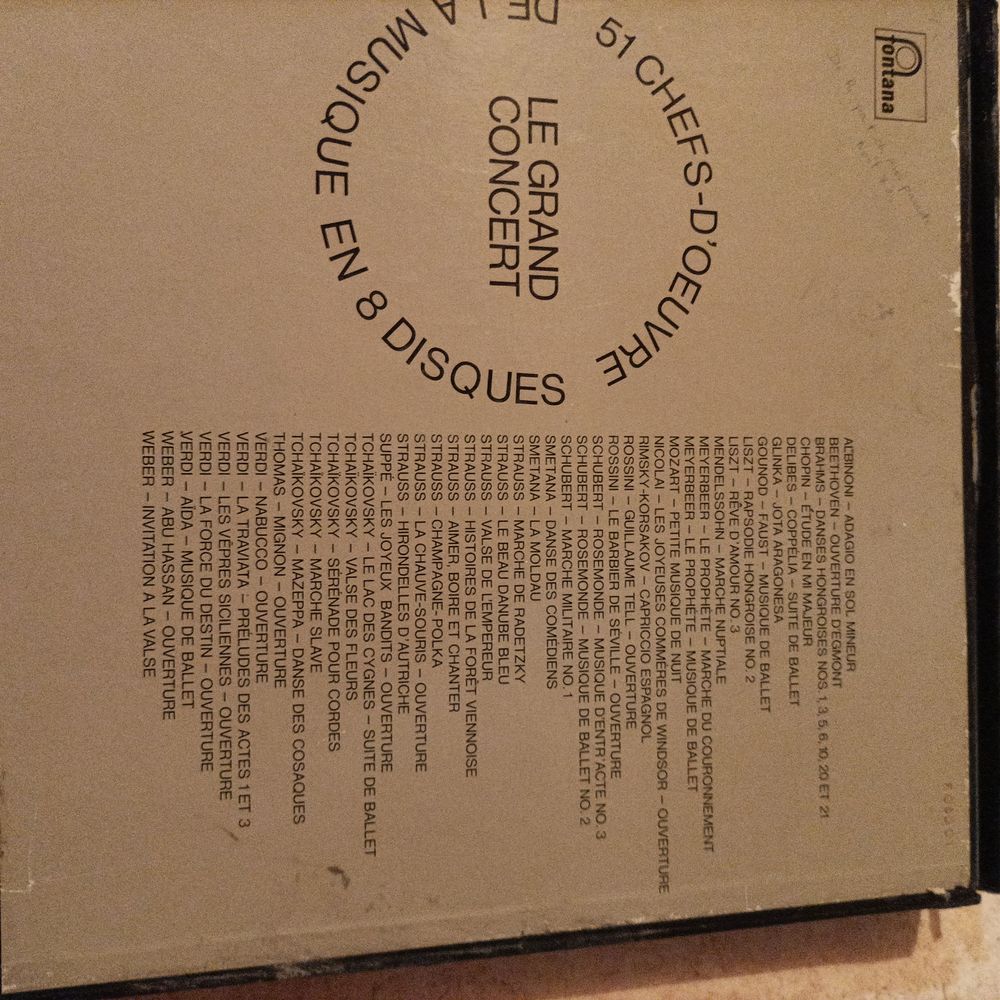 fontana
51 CHEFS-D'OEUVRE DE LA MUSIQUE EN 8 DISQUES
LE GRAND
CONCERT
ALBINONI – ADAGIO EN SOL MINEUR
BEETHOVEN – OUVERTURE D'EGMONT
BRAHMS – DANSES HONGROISES NOS 1, 3, 5, 6, 10, 20 ET 21
CHOPIN – ÉTUDE EN MI MAJEUR
DELIBES – COPPELIA – SUITE DE BALLET
GLINKA – JOTA ARAGONESA
GOUNOD – FAUST – MUSIQUE DE BALLET
LISZT – RAPSODIE HONGROISE NO. 2
LISZT – RÊVE D'AMOUR NO. 3
MENDELSSOHN – MARCHE NUPTIALE
MEYERBEER – LE PROPHÈTE – MARCHE DU COURONNEMENT
MEYERBEER – LE PROPHÈTE – MUSIQUE DE BALLET
MOZART – PETITE MUSIQUE DE NUIT
NICOLAI – LES JOYEUSES COMMÈRES DE WINDSOR – OUVERTURE
RIMSKY-KORSAKOV – CAPRICCIO ESPAGNOL
ROSSINI – GUILLAUME TELL – OUVERTURE
ROSSINI – LE BARBIER DE SEVILLE – OUVERTURE
SCHUBERT – ROSEMONDE – MUSIQUE D'ENTR'ACTE NO. 3
SCHUBERT – ROSEMONDE – MUSIQUE DE BALLET NO. 2
SCHUBERT – MARCHE MILITAIRE NO. 1
SMETANA – DANSE DES COMÉDIENS
SMETANA – LA MOLDAU
STRAUSS – MARCHE DE RADETZKY
STRAUSS – LE BEAU DANUBE BLEU
STRAUSS – VALSE DE L'EMPEREUR
STRAUSS – HISTOIRES DE LA FORÊT VIENNOISE
STRAUSS – AIMER, BOIRE ET CHANTER
STRAUSS – CHAMPAGNE-POLKA
STRAUSS – LA CHAUVE-SOURIS – OUVERTURE
STRAUSS – HIRONDELLES D'AUTRICHE
SUPPÉ – LES JOYEUX BANDITS – OUVERTURE
TCHAÏKOVSKY – LE LAC DES CYGNES – SUITE DE BALLET
TCHAÏKOVSKY – VALSE DES FLEURS
TCHAÏKOVSKY – SÉRÉNADE POUR CORDES
TCHAÏKOVSKY – MARCHE SLAVE
TCHAÏKOVSKY – MAZEPPA – DANSE DES COSAQUES
THOMAS – MIGNON – OUVERTURE
VERDI – NABUCCO – OUVERTURE
VERDI – LA TRAVIATA – PRÉLUDES DES ACTES 1 ET 3
VERDI – LES VÊPRES SICILIENNES – OUVERTURE
VERDI – LA FORCE DU DESTIN – OUVERTURE
VERDI – AÏDA – MUSIQUE DE BALLET
WEBER – ABU HASSAN – OUVERTURE
WEBER – INVITATION A LA VALSE